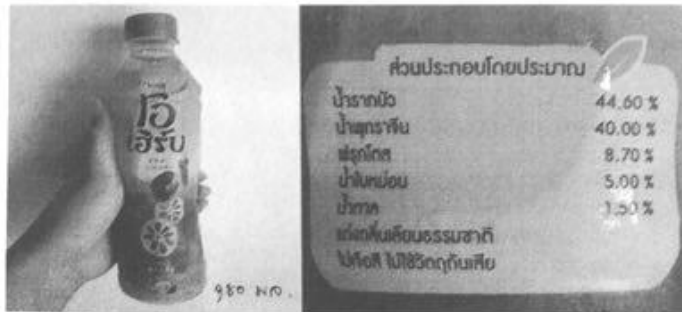 โอ
เฮิร์บ
980 มล.
ส่วนประกอบโดยประมาณ
น้ำรากบัว 44.60 %
น้ำพุทราจีน 40.00 %
ฟรุกโตส 8.70 %
น้ำใบหม่อน 5.00 %
น้ำตาล 1.50 %
แต่งกลิ่นเลียนธรรมชาติ
ไม่เจือสี ไม่ใช้วัตถุกันเสีย